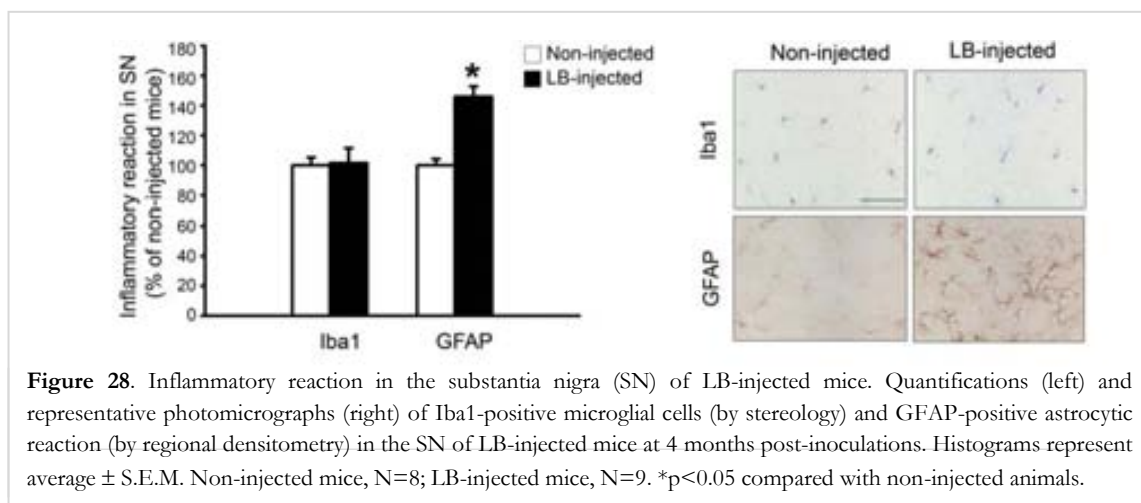 Inflammatory reaction in SN
(% of non-injected mice)
180
160
140
120
100
80
60
40
20
0
*
Iba1
GFAP
Non-injected
LB-injected
Non-injected
LB-injected
Iba1
GFAP
Figure 28. Inflammatory reaction in the substantia nigra (SN) of LB-injected mice. Quantifications (left) and
representative photomicrographs (right) of Iba1-positive microglial cells (by stereology) and GFAP-positive astrocytic
reaction (by regional densitometry) in the SN of LB-injected mice at 4 months post-inoculations. Histograms represent
average ± S.E.M. Non-injected mice, N=8; LB-injected mice, N=9. *p<0.05 compared with non-injected animals.